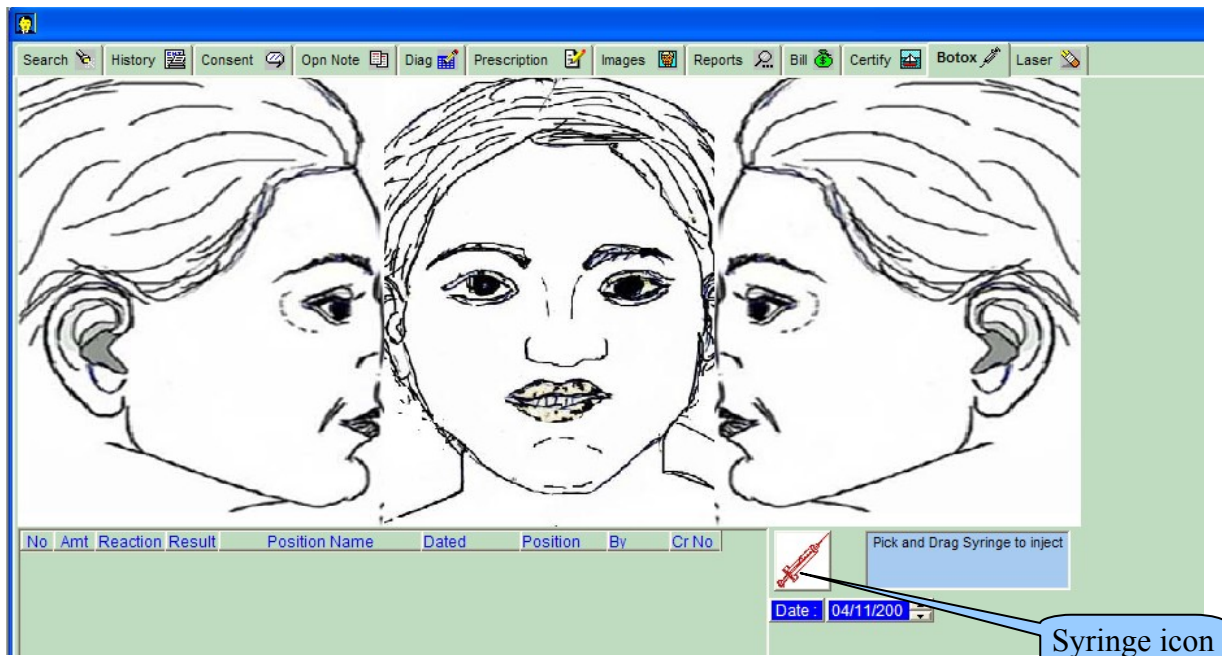 Search History Consent Opn Note Diag Prescription Images Reports Bill Certify Botox Laser
No Amt Reaction Result Position Name Dated Position By Cr No
Pick and Drag Syringe to inject
Date : 04/11/200
Syringe icon